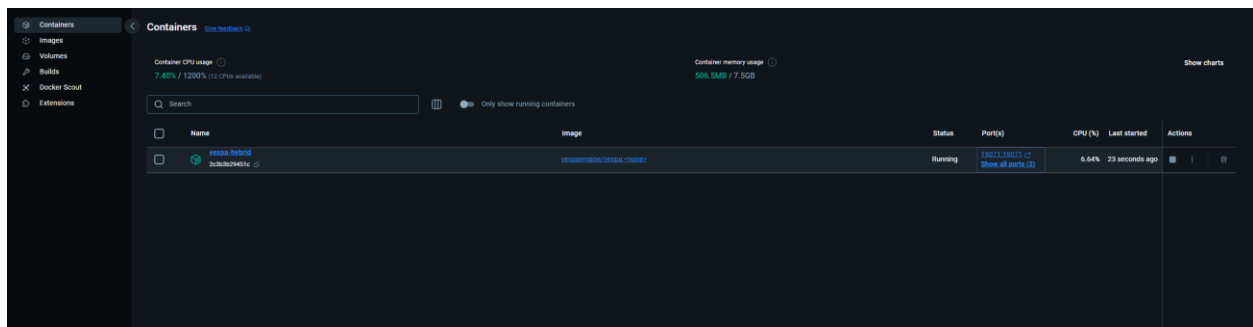 Containers
Images
Volumes
Builds
Docker Scout
Extensions
Containers Give feedback
Container CPU usage
7.40% / 1200% (12 CPUs available)
Container memory usage
506.5MB / 7.5GB
Show charts
Search
Only show running containers
Name Image Status Port(s) CPU (%) Last started Actions
vespa-hybrid
2c3b3b29451c
vespaengine/vespa:<none>
Running
19071:19071
Show all ports (2)
6.64% 23 seconds ago